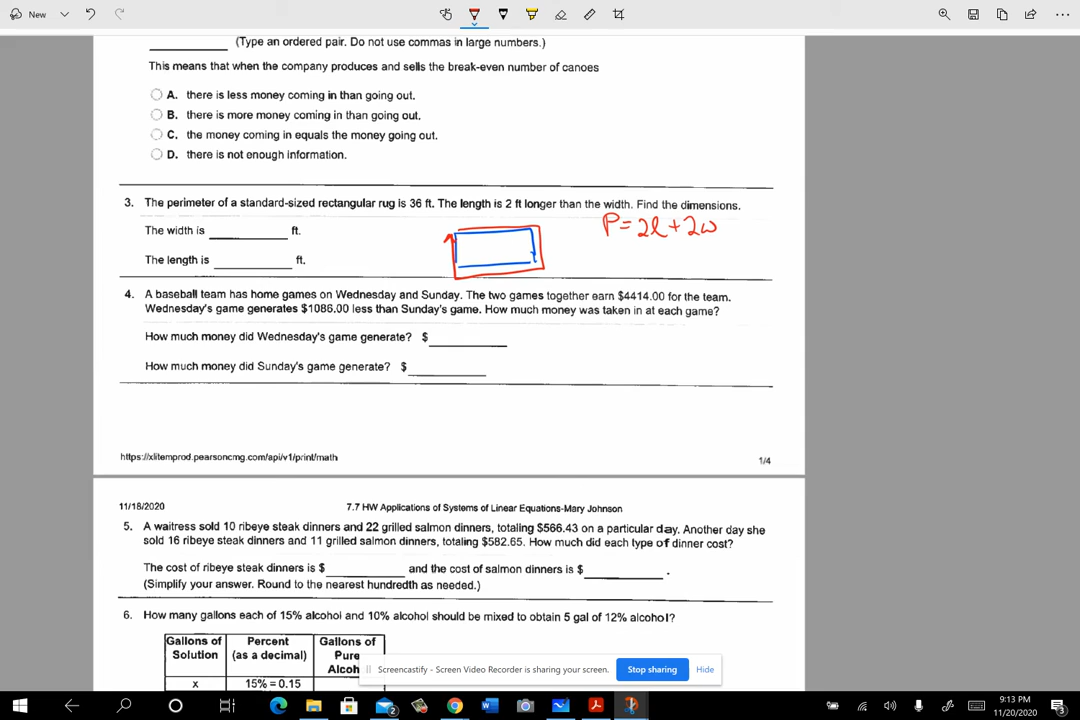 New
(Type an ordered pair. Do not use commas in large numbers.)
This means that when the company produces and sells the break-even number of canoes
A. there is less money coming in than going out.
B. there is more money coming in than going out.
C. the money coming in equals the money going out.
D. there is not enough information.
3. The perimeter of a standard-sized rectangular rug is 36 ft. The length is 2 ft longer than the width. Find the dimensions.
P=2l+2w
The width is ft.
The length is ft.
4. A baseball team has home games on Wednesday and Sunday. The two games together earn $4414.00 for the team.
Wednesday's game generates $1086.00 less than Sunday's game. How much money was taken in at each game?
How much money did Wednesday's game generate? $
How much money did Sunday's game generate? $
https://xlitemprod.pearsoncmg.com/api/v1/print/math 1/4
11/18/2020 7.7 HW Applications of Systems of Linear Equations-Mary Johnson
5. A waitress sold 10 ribeye steak dinners and 22 grilled salmon dinners, totaling $566.43 on a particular day. Another day she
sold 16 ribeye steak dinners and 11 grilled salmon dinners, totaling $582.65. How much did each type of dinner cost?
The cost of ribeye steak dinners is $ and the cost of salmon dinners is $ .
(Simplify your answer. Round to the nearest hundredth as needed.)
6. How many gallons each of 15% alcohol and 10% alcohol should be mixed to obtain 5 gal of 12% alcohol?
Gallons of Percent Gallons of
Solution (as a decimal) Pure
Alcoh
x 15% = 0.15
Screencastify - Screen Video Recorder is sharing your screen. Stop sharing Hide
9:13 PM
11/20/2020